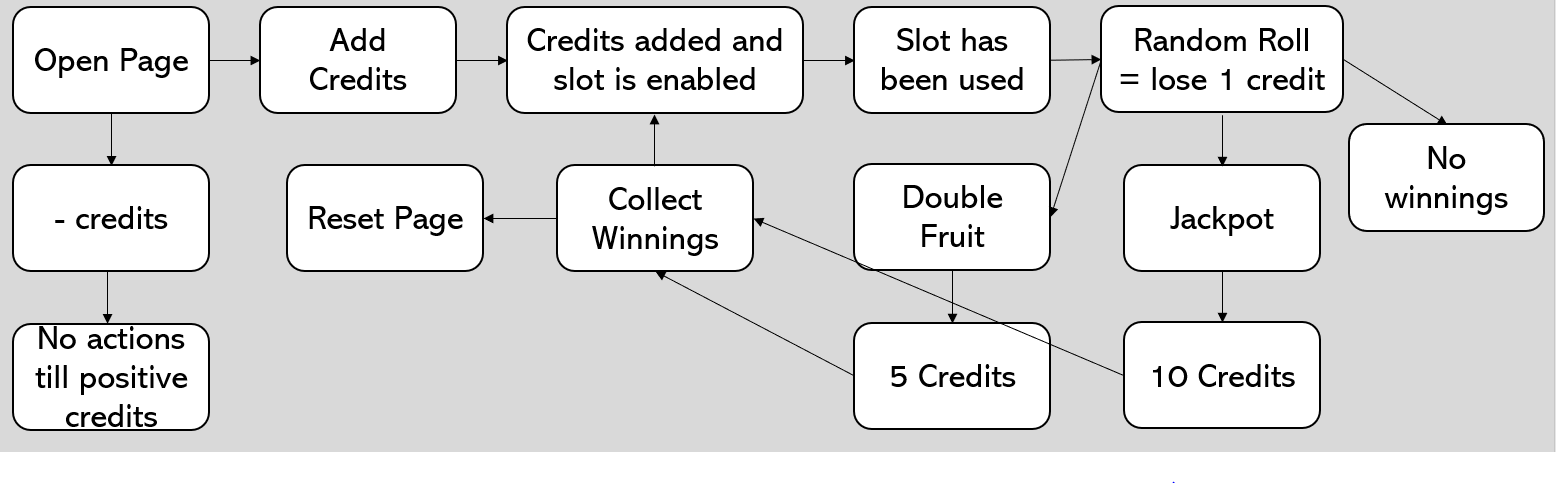 Open Page
Add
Credits
Credits added and
slot is enabled
Slot has
been used
Random Roll
= lose 1 credit
No
winnings
- credits
Reset Page
Collect
Winnings
Double
Fruit
Jackpot
No actions
till positive
credits
5 Credits
10 Credits